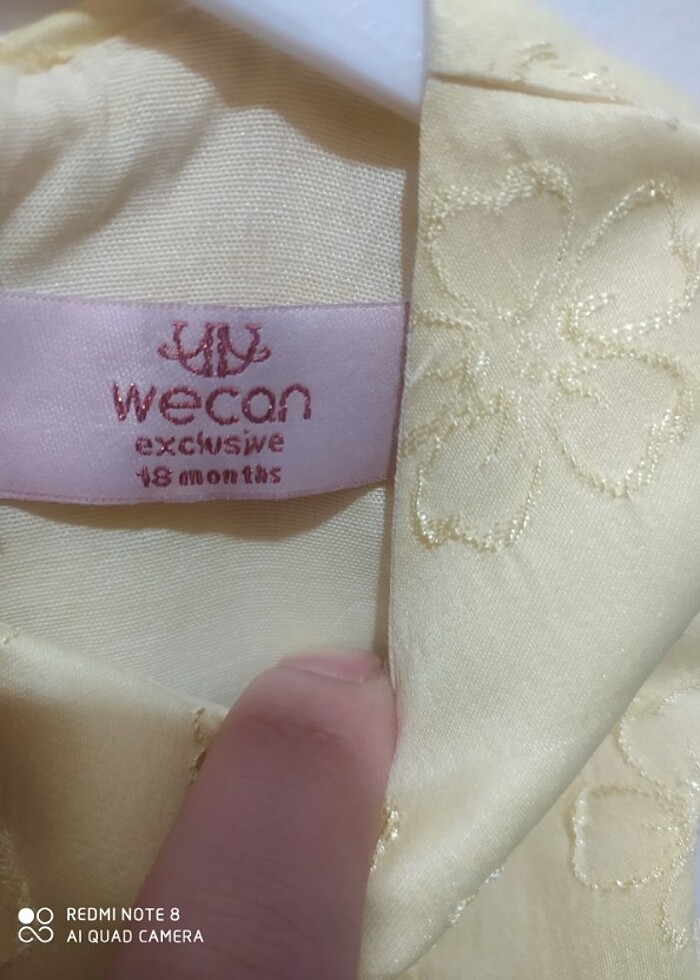 wecan
exclusive
18 months
REDMI NOTE 8
AI QUAD CAMERA